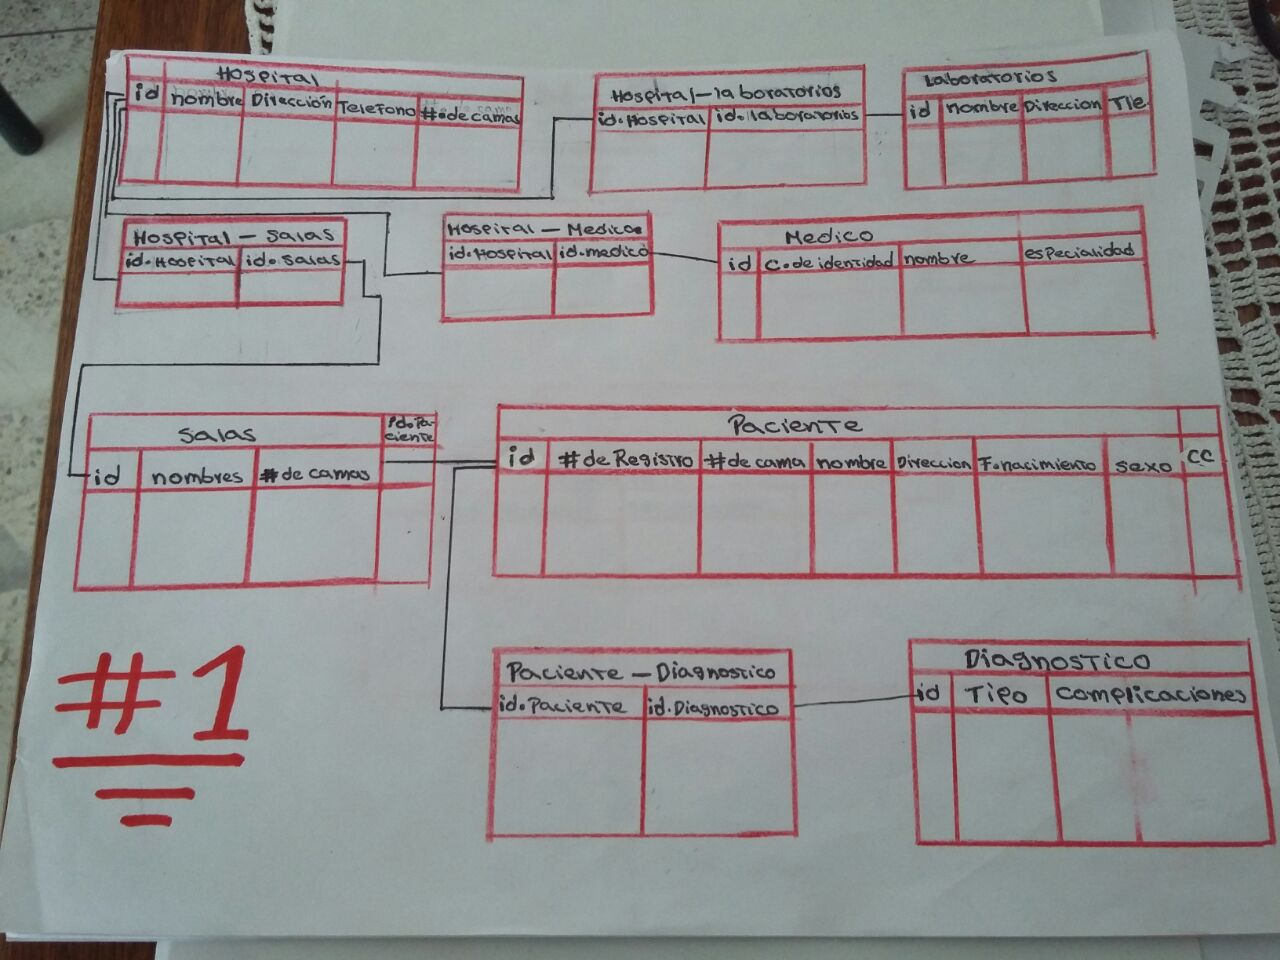 Hospital
id nombre Dirección Telefono #.de camas
Hospital-laboratorios
id.Hospital id.laboratorios
Laboratorios
id nombre Direccion Tle
Hospital - salas
id.Hospital id.salas
Hospital - Medico
id.Hospital id.medico
Medico
id c.de identidad nombre especialidad
salas
id.Paciente
id nombres #de camas
Paciente
id #de Registro #de cama nombre Direccion F.nacimiento sexo CC
#1
Paciente - Diagnostico
id.Paciente id.Diagnostico
Diagnostico
id Tipo complicaciones